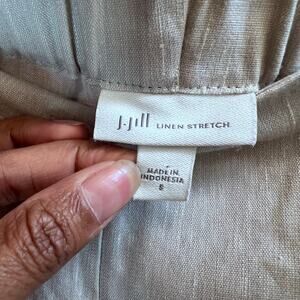 J.Jill LINEN STRETCH
MADE IN
INDONESIA
S